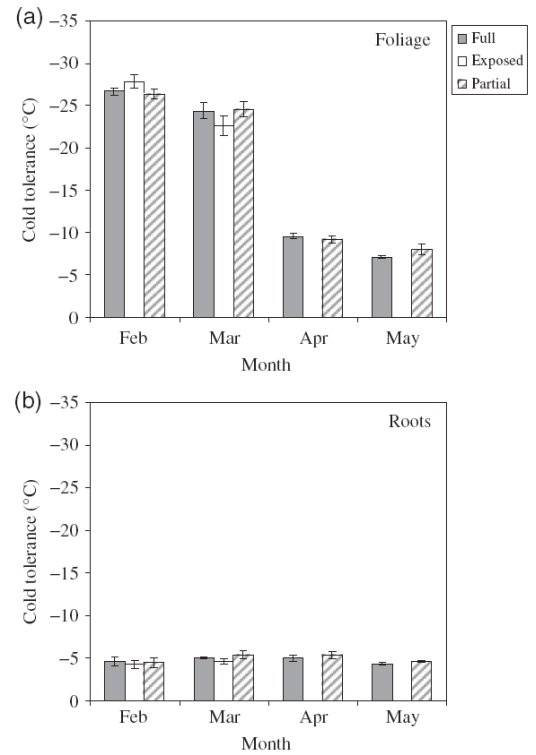 (a)
−35
−30
−25
−20
−15
−10
−5
0
Cold tolerance (°C)
Foliage
Full
Exposed
Partial
Feb Mar Apr May
Month
(b)
−35
−30
−25
−20
−15
−10
−5
0
Cold tolerance (°C)
Roots
Feb Mar Apr May
Month